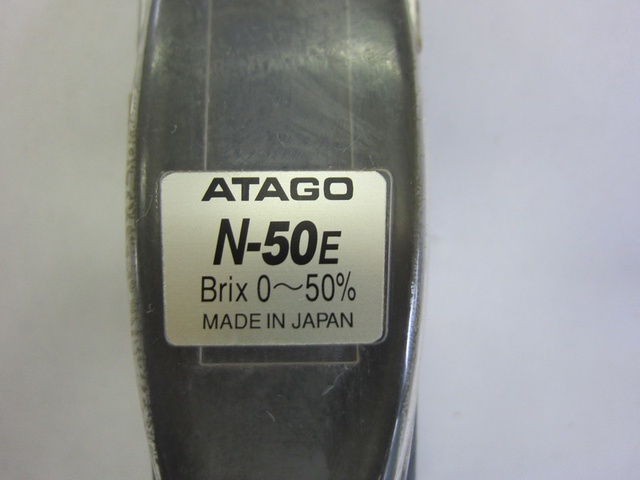 ATAGO
N-50E
Brix 0～50%
MADE IN JAPAN